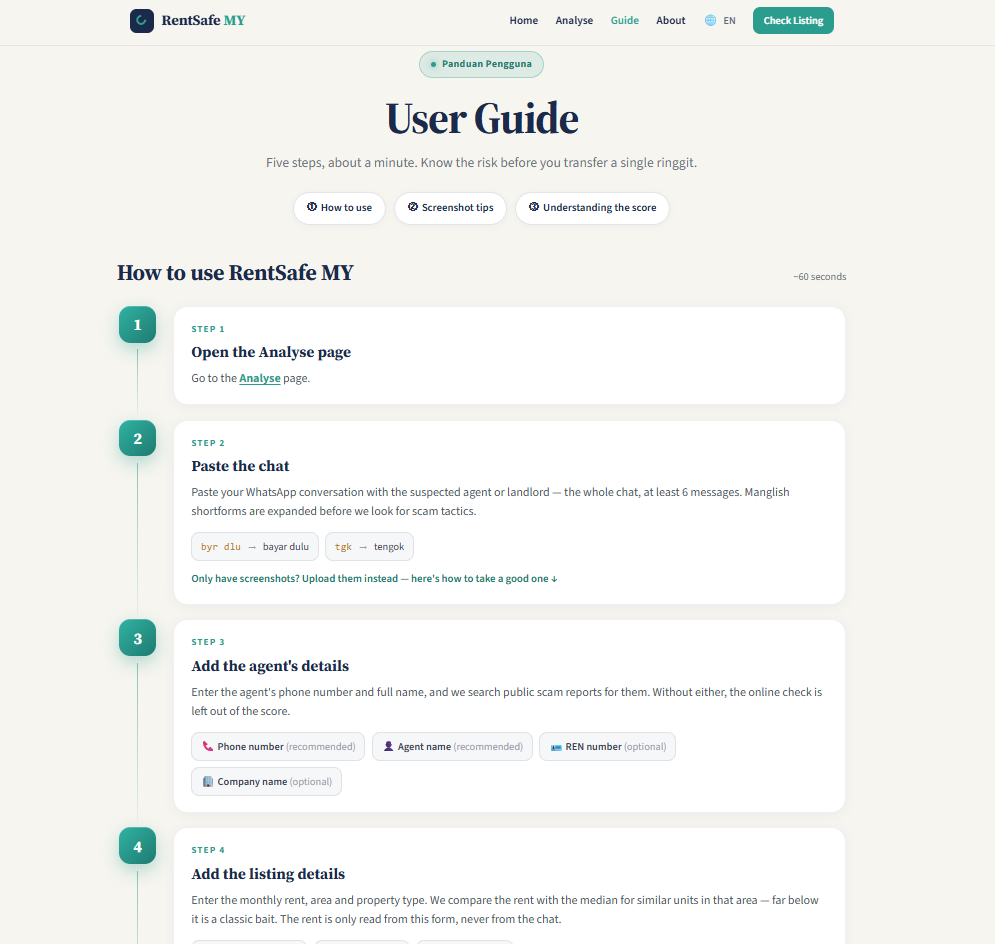 RentSafe MY
Home Analyse Guide About 🌐 EN Check Listing
Panduan Pengguna
User Guide
Five steps, about a minute. Know the risk before you transfer a single ringgit.
① How to use ② Screenshot tips ③ Understanding the score
How to use RentSafe MY
~60 seconds
1
STEP 1
Open the Analyse page
Go to the Analyse page.
2
STEP 2
Paste the chat
Paste your WhatsApp conversation with the suspected agent or landlord — the whole chat, at least 6 messages. Manglish
shortforms are expanded before we look for scam tactics.
byr dlu → bayar dulu tgk → tengok
Only have screenshots? Upload them instead — here's how to take a good one ↓
3
STEP 3
Add the agent's details
Enter the agent's phone number and full name, and we search public scam reports for them. Without either, the online check is
left out of the score.
📞 Phone number (recommended) 👤 Agent name (recommended) 🪪 REN number (optional)
🏢 Company name (optional)
4
STEP 4
Add the listing details
Enter the monthly rent, area and property type. We compare the rent with the median for similar units in that area — far below
it is a classic bait. The rent is only read from this form, never from the chat.